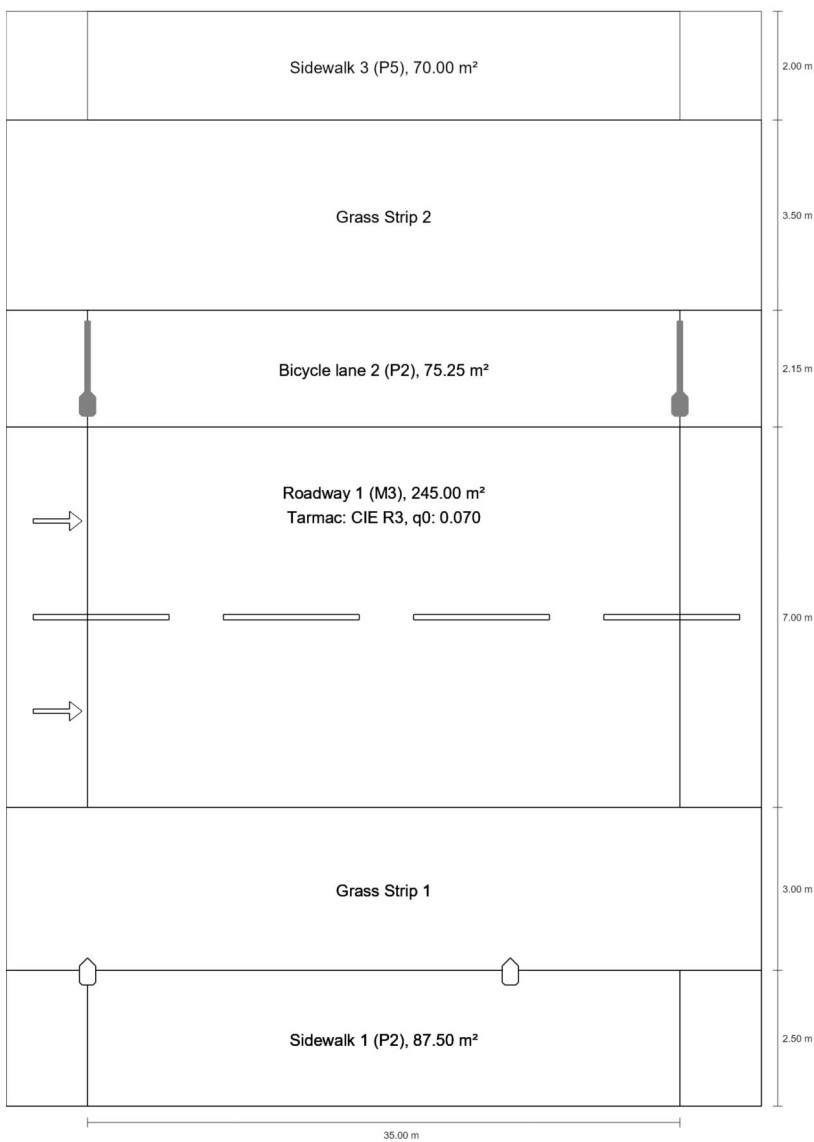 Sidewalk 3 (P5), 70.00 m²
2.00 m
Grass Strip 2
3.50 m
Bicycle lane 2 (P2), 75.25 m²
2.15 m
Roadway 1 (M3), 245.00 m²
Tarmac: CIE R3, q0: 0.070
7.00 m
Grass Strip 1
3.00 m
Sidewalk 1 (P2), 87.50 m²
2.50 m
35.00 m